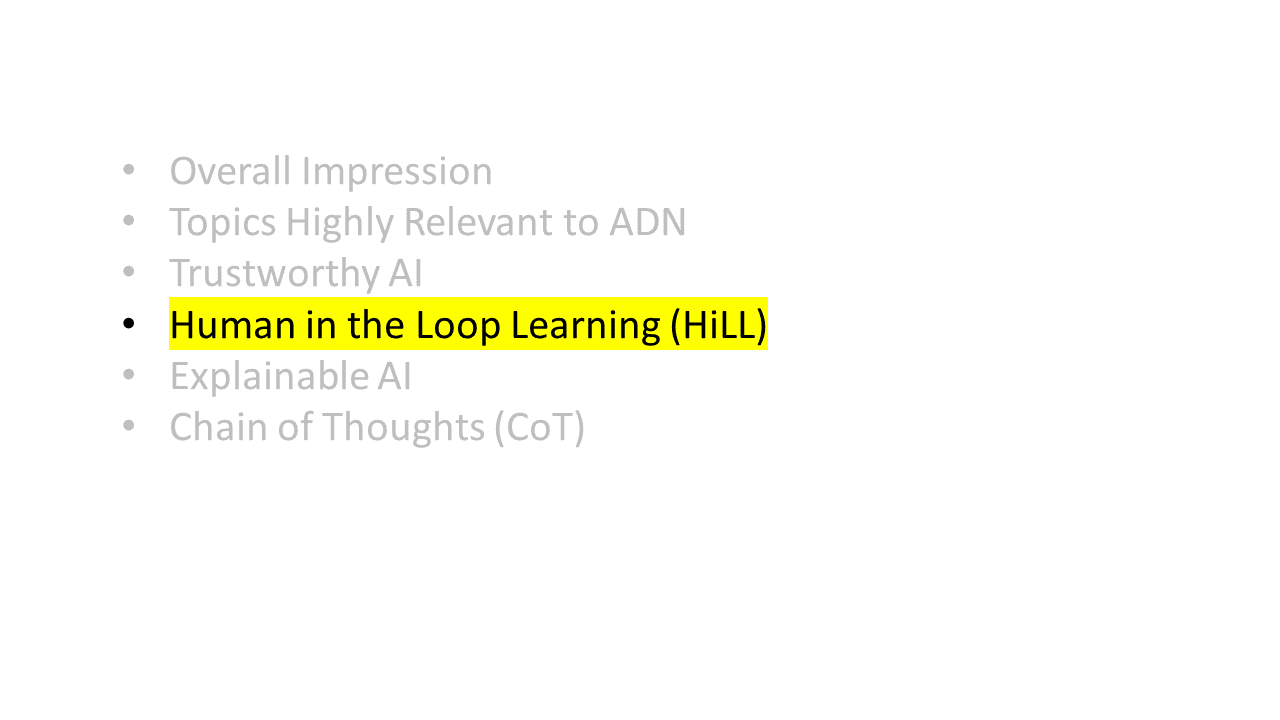 • Overall Impression
• Topics Highly Relevant to ADN
• Trustworthy AI
• Human in the Loop Learning (HiLL)
• Explainable AI
• Chain of Thoughts (CoT)